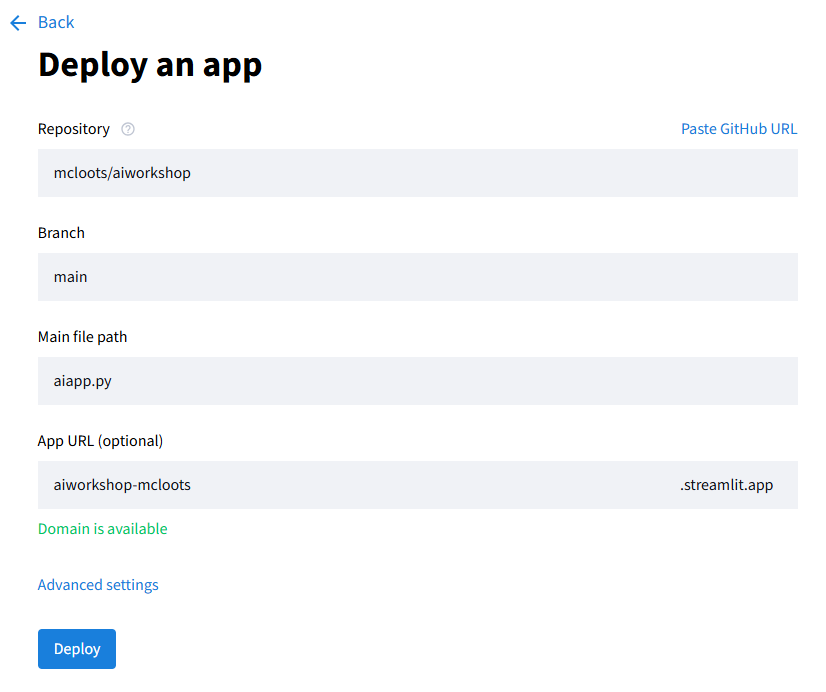 Back
Deploy an app
Repository
Paste GitHub URL
mcloots/aiworkshop
Branch
main
Main file path
aiapp.py
App URL (optional)
aiworkshop-mcloots .streamlit.app
Domain is available
Advanced settings
Deploy